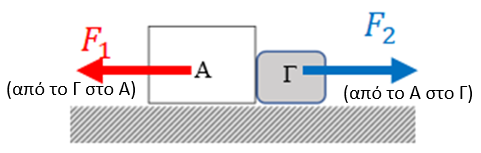 F₁
F₂
A
Γ
(από το Γ στο Α)
(από το Α στο Γ)